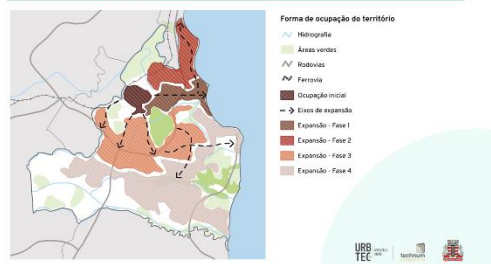 Forma de ocupação do território
Hidrografia
Áreas verdes
Rodovias
Ferrovia
Ocupação inicial
Eixos de expansão
Expansão - Fase 1
Expansão - Fase 2
Expansão - Fase 3
Expansão - Fase 4
URB
TEC
technum